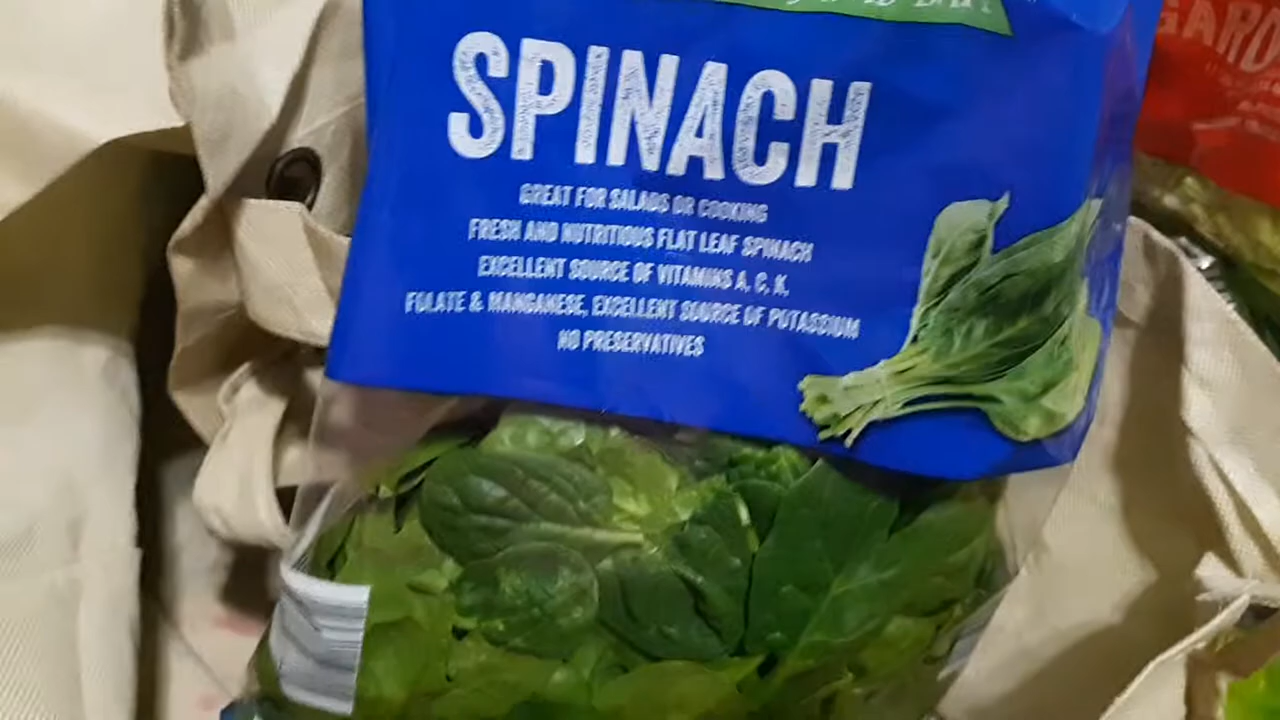 SPINACH
GREAT FOR SALADS OR COOKING
FRESH AND NUTRITIOUS FLAT LEAF SPINACH
EXCELLENT SOURCE OF VITAMINS A, C, K,
FOLATE & MANGANESE, EXCELLENT SOURCE OF POTASSIUM
NO PRESERVATIVES